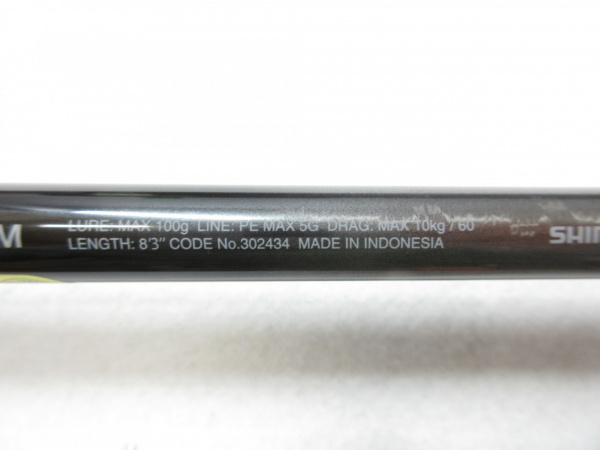 M
LURE: MAX 100g LINE: PE MAX 5G DRAG: MAX 10kg / 60
LENGTH: 8'3" CODE No.302434 MADE IN INDONESIA
SHIM